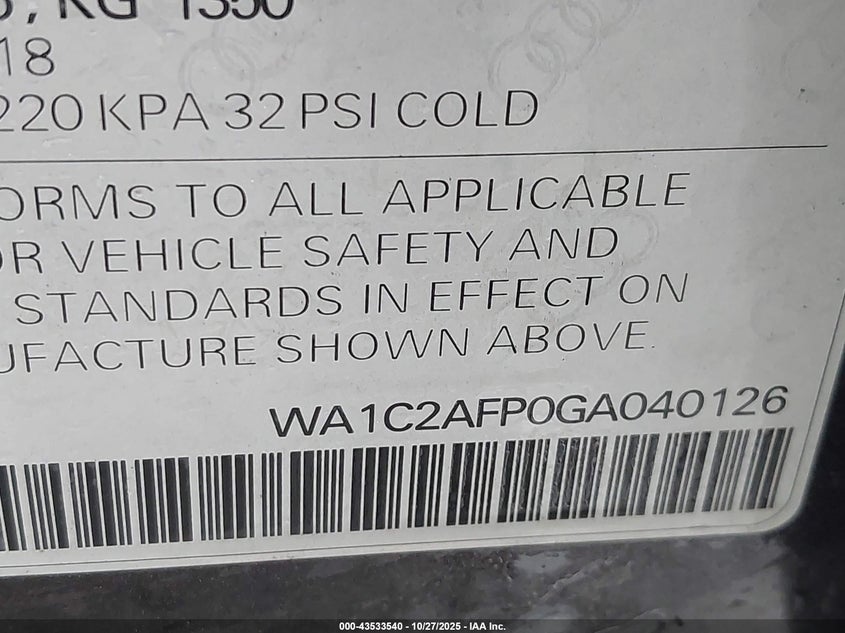 , KG 1350
18
220 KPA 32 PSI COLD
ORMS TO ALL APPLICABLE
OR VEHICLE SAFETY AND
STANDARDS IN EFFECT ON
UFACTURE SHOWN ABOVE.
WA1C2AFP0GA040126
000-43533540 - 10/27/2025 - IAA Inc.